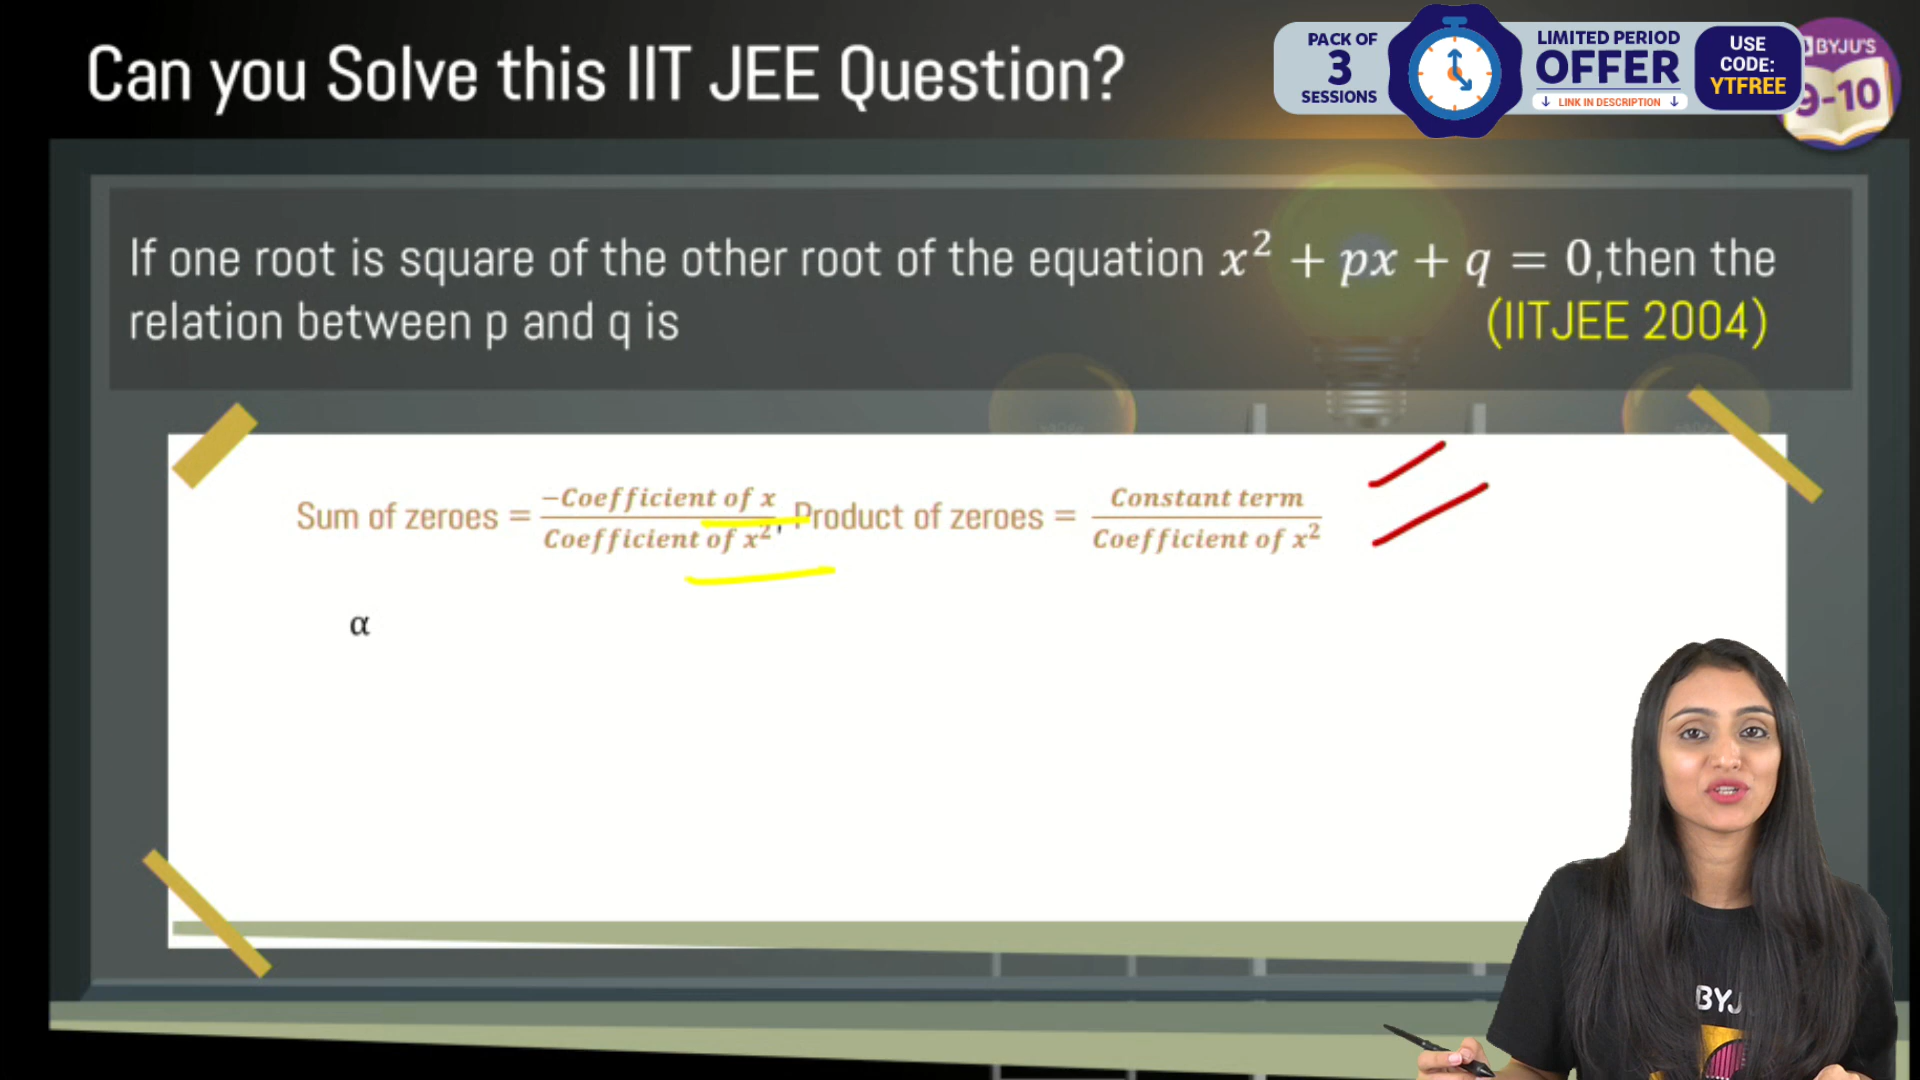 Can you Solve this IIT JEE Question?
PACK OF
3
SESSIONS
LIMITED PERIOD
OFFER
↓ LINK IN DESCRIPTION ↓
USE
CODE:
YTFREE
BYJU'S
9-10
If one root is square of the other root of the equation x² + px + q = 0,then the
relation between p and q is
(IITJEE 2004)
Sum of zeroes = −Coefficient of x / Coefficient of x², Product of zeroes = Constant term / Coefficient of x²
α
BYJ